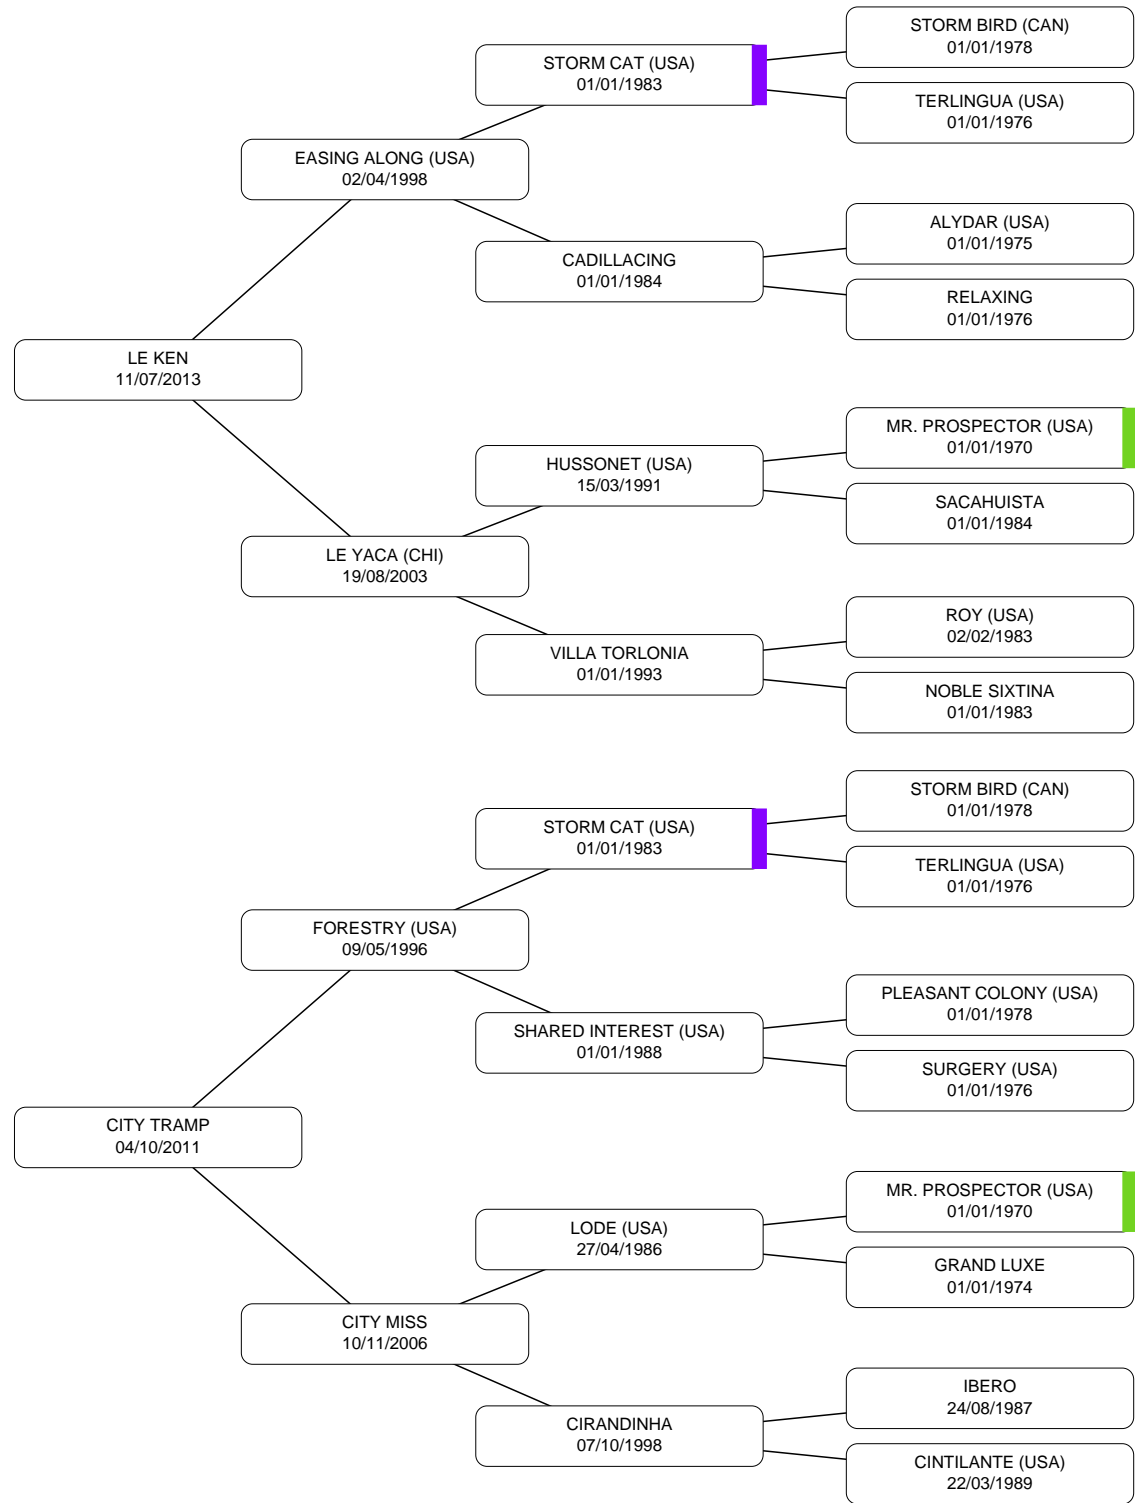 STORM BIRD (CAN)
01/01/1978
STORM CAT (USA)
01/01/1983
TERLINGUA (USA)
01/01/1976
EASING ALONG (USA)
02/04/1998
ALYDAR (USA)
01/01/1975
CADILLACING
01/01/1984
RELAXING
01/01/1976
LE KEN
11/07/2013
MR. PROSPECTOR (USA)
01/01/1970
HUSSONET (USA)
15/03/1991
SACAHUISTA
01/01/1984
LE YACA (CHI)
19/08/2003
ROY (USA)
02/02/1983
VILLA TORLONIA
01/01/1993
NOBLE SIXTINA
01/01/1983
STORM BIRD (CAN)
01/01/1978
STORM CAT (USA)
01/01/1983
TERLINGUA (USA)
01/01/1976
FORESTRY (USA)
09/05/1996
PLEASANT COLONY (USA)
01/01/1978
SHARED INTEREST (USA)
01/01/1988
SURGERY (USA)
01/01/1976
CITY TRAMP
04/10/2011
MR. PROSPECTOR (USA)
01/01/1970
LODE (USA)
27/04/1986
GRAND LUXE
01/01/1974
CITY MISS
10/11/2006
IBERO
24/08/1987
CIRANDINHA
07/10/1998
CINTILANTE (USA)
22/03/1989